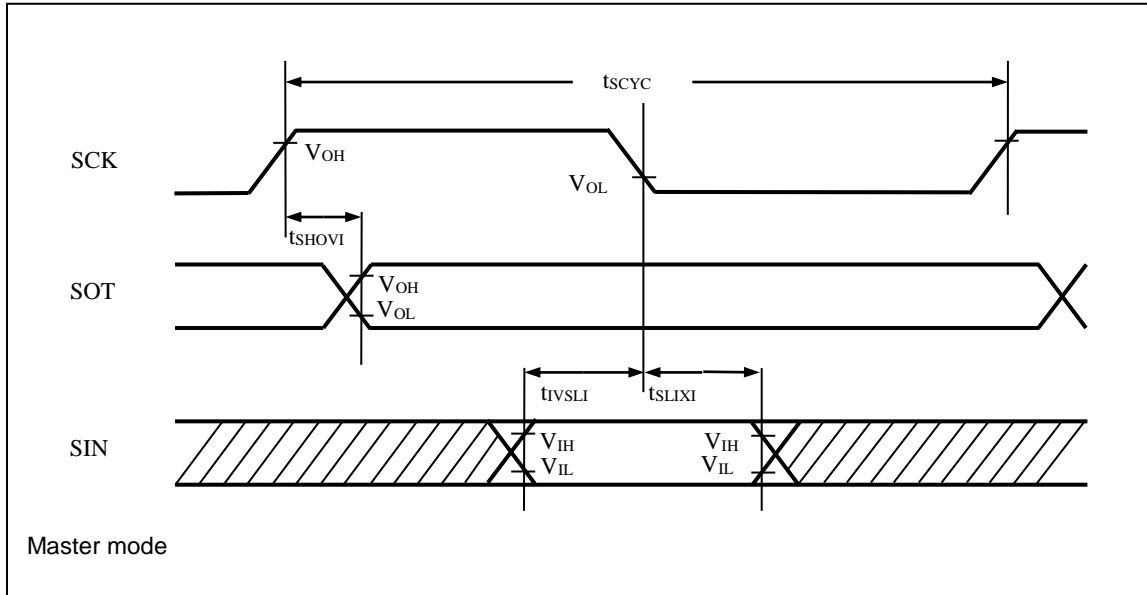 tSCYC
SCK
VOH
VOL
tSHOVI
SOT
VOH
VOL
tIVSLI tSLIXI
SIN
VIH VIH
VIL VIL
Master mode